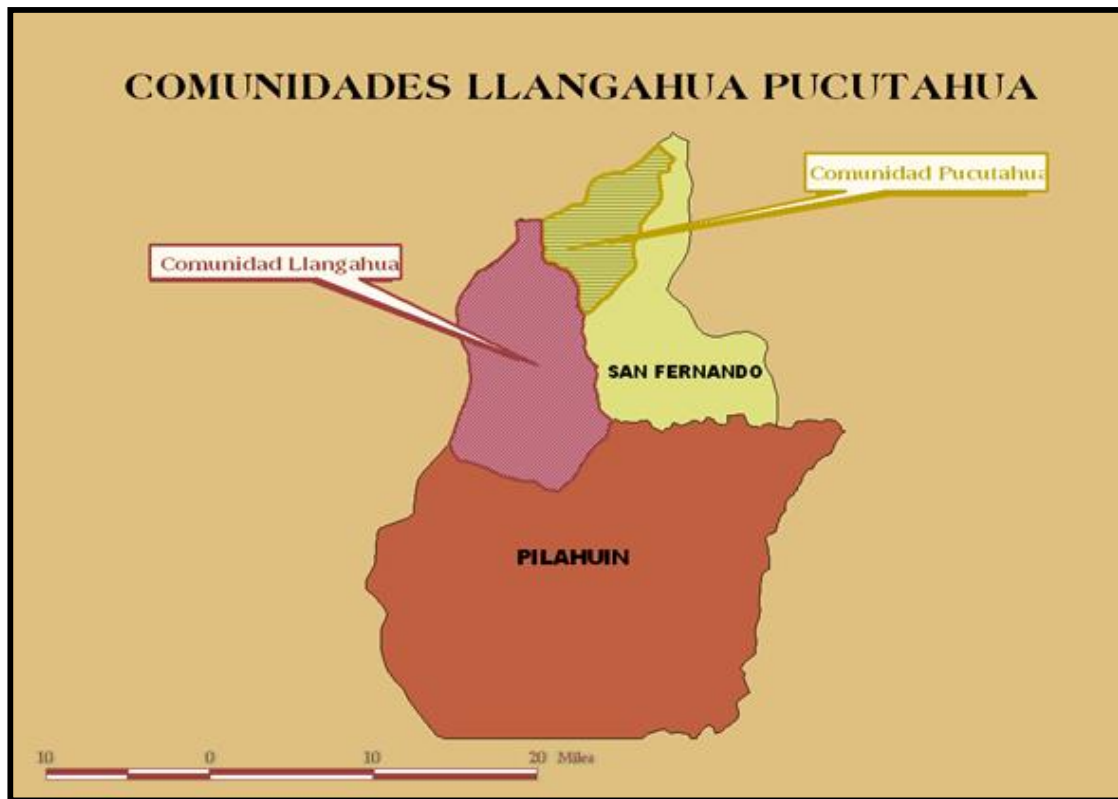 COMUNIDADES LLANGAHUA PUCUTAHUA
Comunidad Pucutahua
Comunidad Llangahua
SAN FERNANDO
PILAHUIN
10 0 10 20 Miles